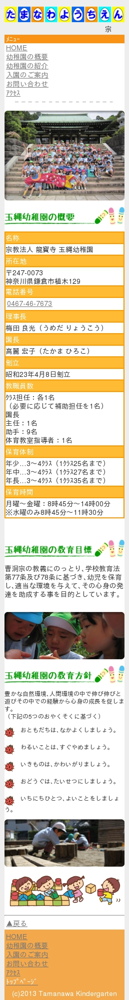 たまなわようちえん
宗
ﾒﾆｭｰ
HOME
幼稚園の概要
幼稚園の紹介
入園のご案内
お問い合わせ
ｱｸｾｽ
玉縄幼稚園の概要
名称
宗教法人 龍寳寺 玉縄幼稚園
所在地
〒247-0073
神奈川県鎌倉市植木129
電話番号
0467-46-7673
理事長
梅田 良光（うめだ りょうこう）
園長
高麗 宏子（たかま ひろこ）
創立
昭和23年4月8日創立
教職員数
ｸﾗｽ担任：各1名
（必要に応じて補助担任を1名）
園長
主任：1名
助手：9名
体育教室指導者：1名
保育体制
年少…3～4ｸﾗｽ（1ｸﾗｽ25名まで）
年中…3～4ｸﾗｽ（1ｸﾗｽ27名まで）
年長…3～4ｸﾗｽ（1ｸﾗｽ35名まで）
保育時間
月曜～金曜：8時45分～14時00分
※水曜のみ8時45分～11時30分
玉縄幼稚園の教育目標
曹洞宗の教義にのっとり､学校教育法
第77条及び78条に基づき､幼児を保育
し､適当な環境を与えて､その心身の発
達を助成する事を目的としています。
玉縄幼稚園の教育方針
豊かな自然環境､人間環境の中で伸び伸びと
遊びその中での経験から心身の成長を促しま
す。
（下記の5つのおやくそくに基づく）
おともだちは､なかよくしましょう。
わるいことは､すぐやめましょう。
いきものは､かわいがりましょう。
おどうぐは､たいせつにしましょう。
いちにちひとつ､よいことをしましょ
う。
▲戻る
HOME
幼稚園の概要
入園のご案内
お問い合わせ
ｱｸｾｽ
ﾄｯﾌﾟﾍﾟｰｼﾞ
(c)2013 Tamanawa Kindergarten